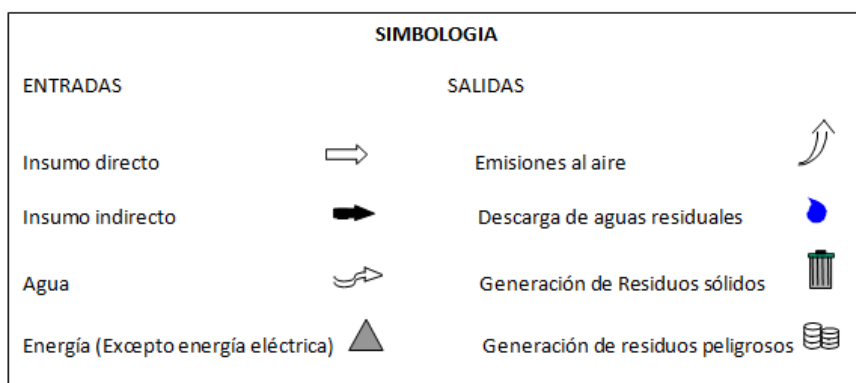 SIMBOLOGIA
ENTRADAS SALIDAS
Insumo directo Emisiones al aire
Insumo indirecto Descarga de aguas residuales
Agua Generación de Residuos sólidos
Energía (Excepto energía eléctrica) Generación de residuos peligrosos